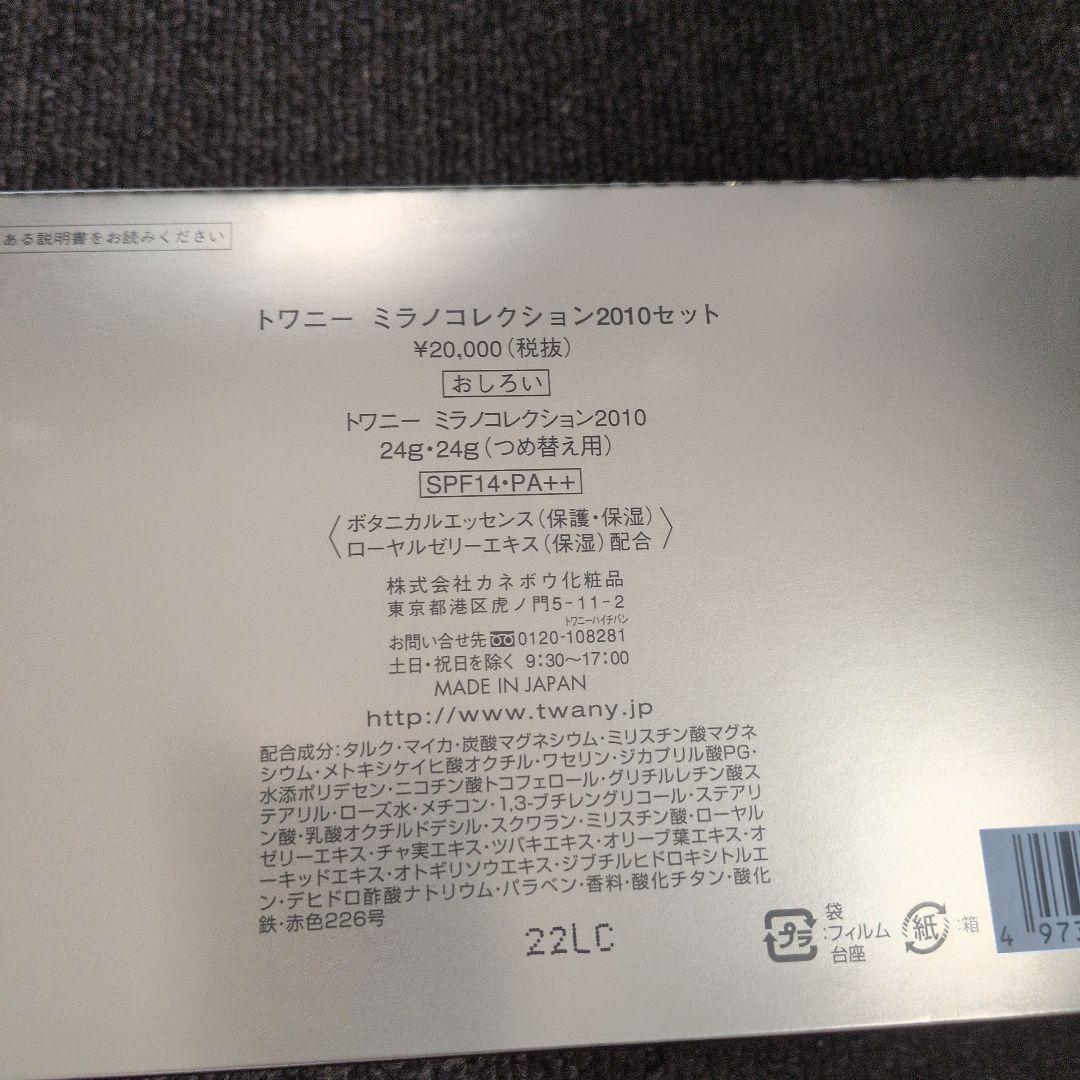 ある説明書をお読みください
トワニー ミラノコレクション2010セット
¥20,000(税抜)
おしろい
トワニー ミラノコレクション2010
24g・24g(つめ替え用)
SPF14・PA++
〈ボタニカルエッセンス(保護・保湿)
ローヤルゼリーエキス(保湿)配合〉
株式会社カネボウ化粧品
東京都港区虎ノ門5-11-2
トワニーハイチバン
お問い合せ先 0120-108281
土日・祝日を除く 9:30〜17:00
MADE IN JAPAN
http://www.twany.jp
配合成分:タルク・マイカ・炭酸マグネシウム・ミリスチン酸マグネ
シウム・メトキシケイヒ酸オクチル・ワセリン・ジカプリル酸PG・
水添ポリデセン・ニコチン酸トコフェロール・グリチルレチン酸ス
テアリル・ローズ水・メチコン・1,3-ブチレングリコール・ステアリ
ン酸・乳酸オクチルドデシル・スクワラン・ミリスチン酸・ローヤル
ゼリーエキス・チャ実エキス・ツバキエキス・オリーブ葉エキス・オ
ーキッドエキス・オトギリソウエキス・ジブチルヒドロキシトルエ
ン・デヒドロ酢酸ナトリウム・パラベン・香料・酸化チタン・酸化
鉄・赤色226号
22LC
プラ
袋
:フィルム
台座
紙 :箱
4 973